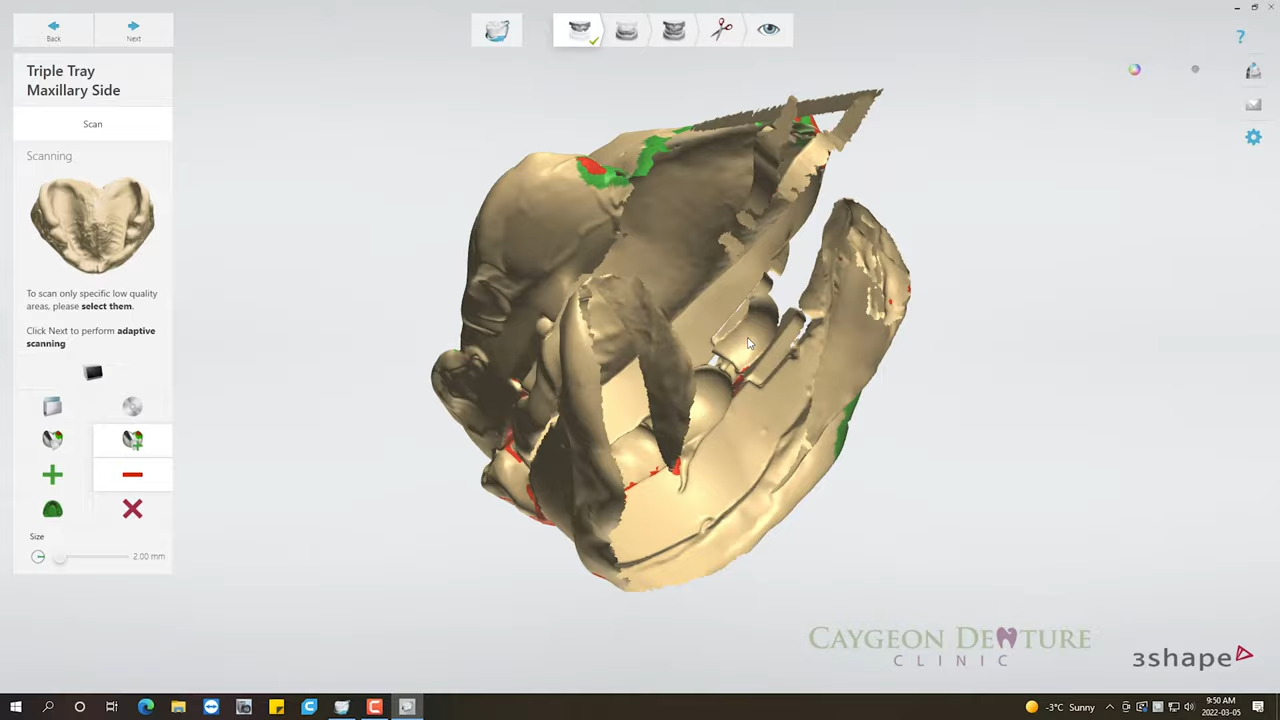 Back
Next
Triple Tray
Maxillary Side
Scan
Scanning
To scan only specific low quality
areas, please select them.
Click Next to perform adaptive
scanning
Size
2.00 mm
?
CAYGEON DENTURE
CLINIC
3shape
-3°C Sunny
9:50 AM
2022-03-05